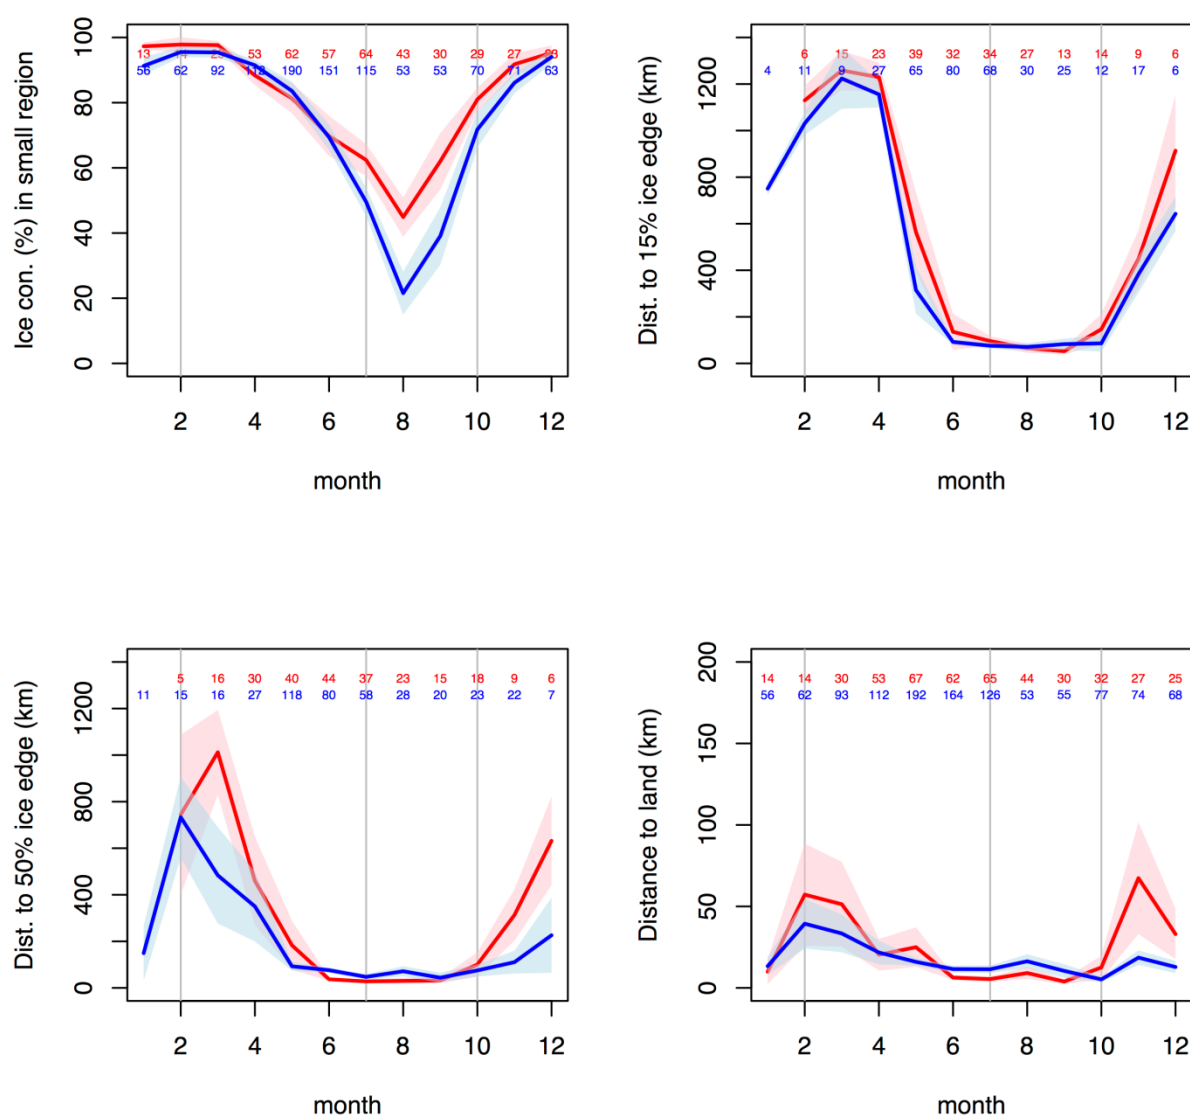 Ice con. (%) in small region
100
80
60
40
20
0
13 53 62 57 64 43 30 29 27
56 62 92 112 190 151 115 53 53 70 71 63
2 4 6 8 10 12
month
Dist. to 15% ice edge (km)
1200
800
400
0
6 15 23 39 32 34 27 13 14 9 6
4 11 9 27 65 80 68 30 25 12 17 6
2 4 6 8 10 12
month
Dist. to 50% ice edge (km)
1200
800
400
0
5 16 30 40 44 37 23 15 18 9 6
11 15 16 27 118 80 58 28 20 23 22 7
2 4 6 8 10 12
month
Distance to land (km)
200
150
100
50
0
14 14 30 53 67 62 65 44 30 32 27 25
56 62 93 112 192 164 126 53 55 77 74 68
2 4 6 8 10 12
month